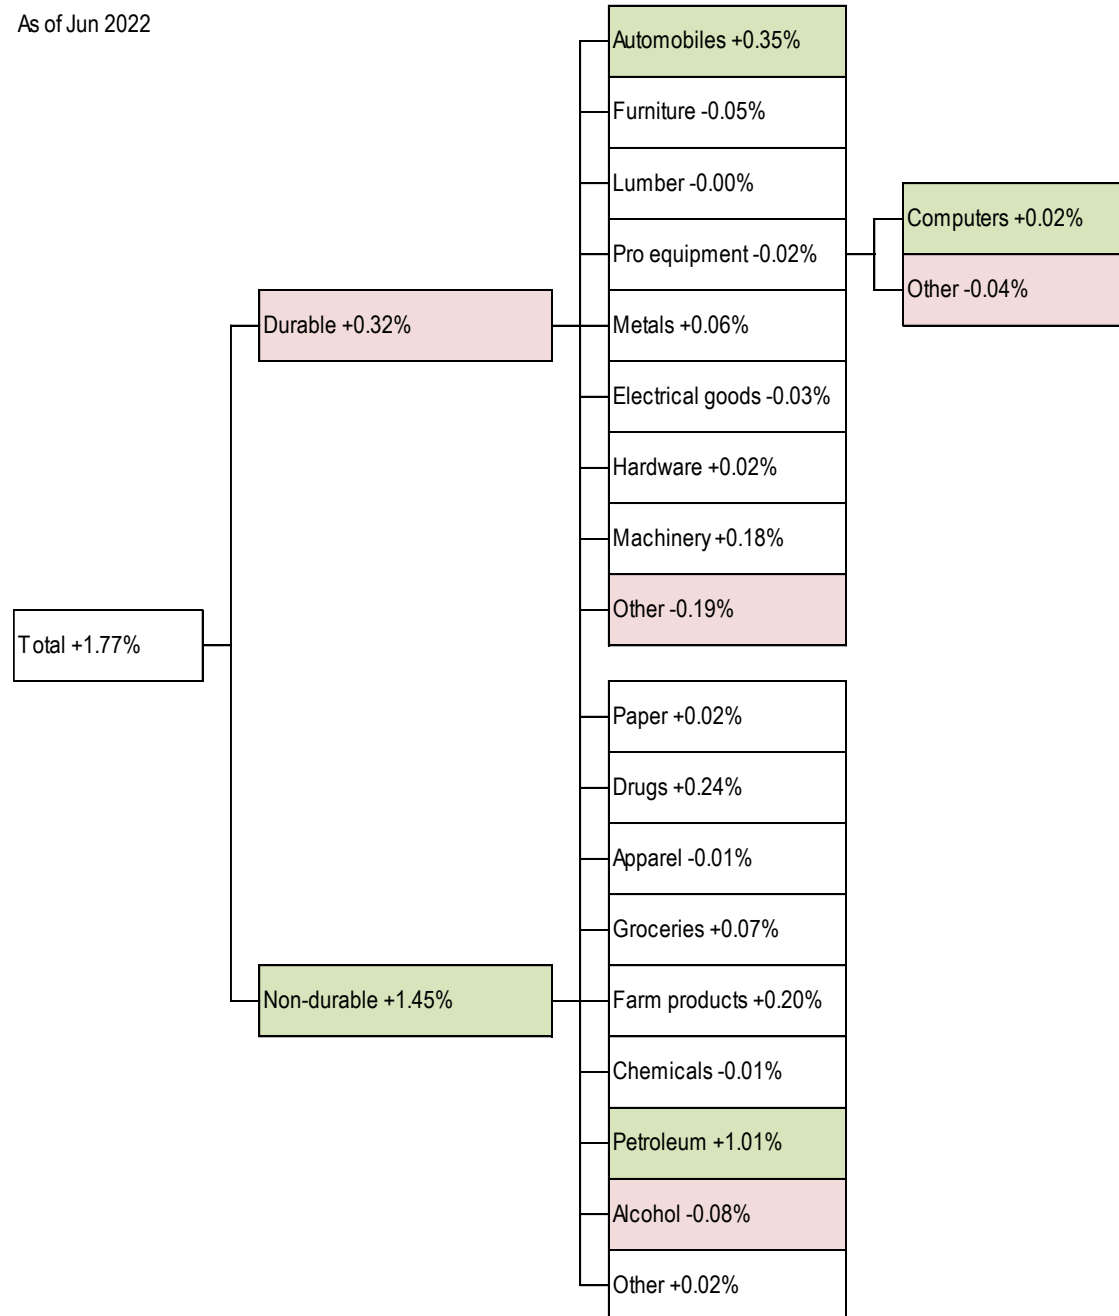 As of Jun 2022
Total +1.77%
Durable +0.32%
Automobiles +0.35%
Furniture -0.05%
Lumber -0.00%
Pro equipment -0.02%
Computers +0.02%
Other -0.04%
Metals +0.06%
Electrical goods -0.03%
Hardware +0.02%
Machinery +0.18%
Other -0.19%
Non-durable +1.45%
Paper +0.02%
Drugs +0.24%
Apparel -0.01%
Groceries +0.07%
Farm products +0.20%
Chemicals -0.01%
Petroleum +1.01%
Alcohol -0.08%
Other +0.02%